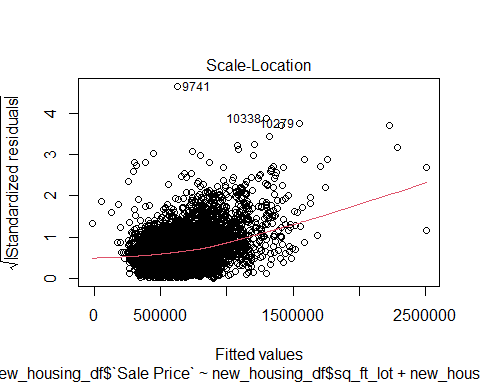 Scale-Location
√|Standardized residuals|
4
3
2
1
0
9741
10338
10279
0 500000 1500000 2500000
Fitted values
new_housing_df$`Sale Price` ~ new_housing_df$sq_ft_lot + new_hous